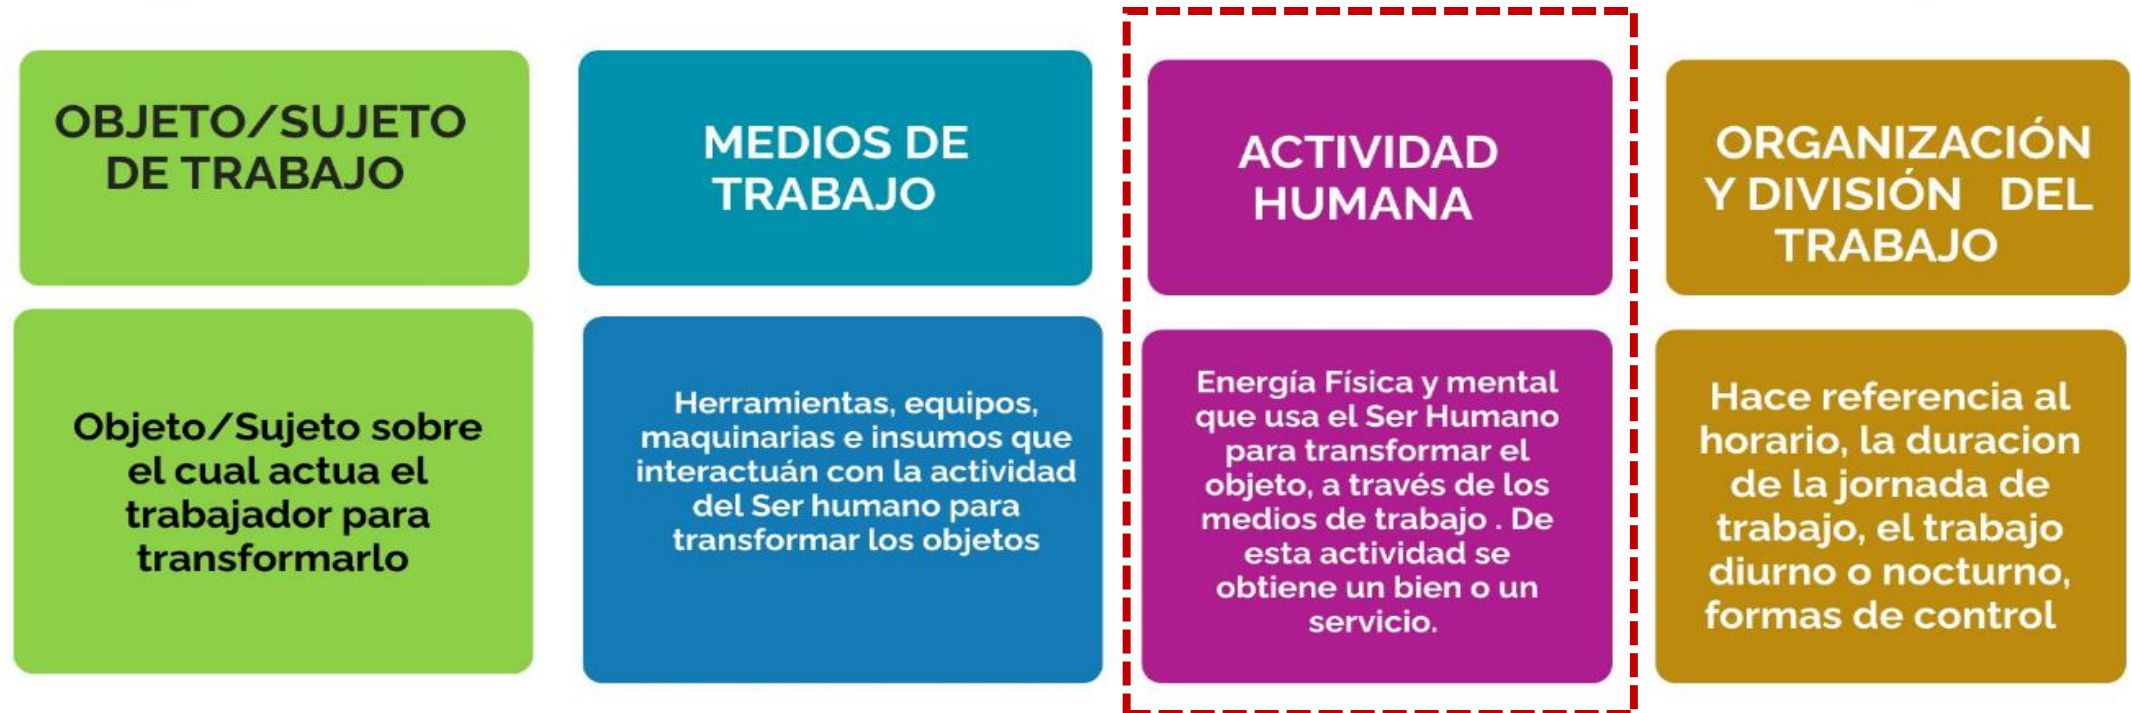 OBJETO/SUJETO
DE TRABAJO
Objeto/Sujeto sobre
el cual actua el
trabajador para
transformarlo
MEDIOS DE
TRABAJO
Herramientas, equipos,
maquinarias e insumos que
interactuán con la actividad
del Ser humano para
transformar los objetos
ACTIVIDAD
HUMANA
Energía Física y mental
que usa el Ser Humano
para transformar el
objeto, a través de los
medios de trabajo . De
esta actividad se
obtiene un bien o un
servicio.
ORGANIZACIÓN
Y DIVISIÓN DEL
TRABAJO
Hace referencia al
horario, la duracion
de la jornada de
trabajo, el trabajo
diurno o nocturno,
formas de control